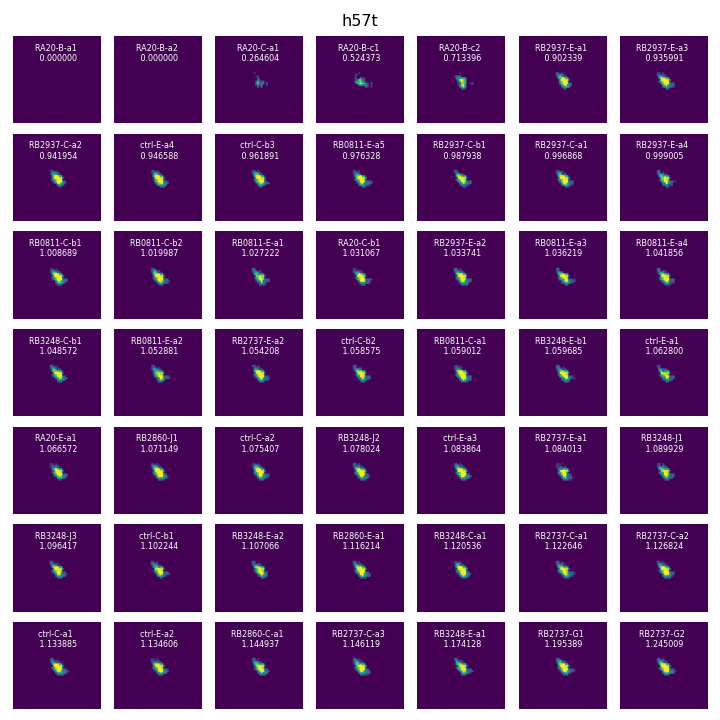 h57t
RA20-B-a1 RA20-B-a2 RA20-C-a1 RA20-B-c1 RA20-B-c2 RB2937-E-a1 RB2937-E-a3
0.000000 0.000000 0.264604 0.524373 0.713396 0.902339 0.935991
RB2937-C-a2 ctrl-E-a4 ctrl-C-b3 RB0811-E-a5 RB2937-C-b1 RB2937-C-a1 RB2937-E-a4
0.941954 0.946588 0.961891 0.976328 0.987938 0.996868 0.999005
RB0811-C-b1 RB0811-C-b2 RB0811-E-a1 RA20-C-b1 RB2937-E-a2 RB0811-E-a3 RB0811-E-a4
1.008689 1.019987 1.027222 1.031067 1.033741 1.036219 1.041856
RB3248-C-b1 RB0811-E-a2 RB2737-E-a2 ctrl-C-b2 RB0811-C-a1 RB3248-E-b1 ctrl-E-a1
1.048572 1.052881 1.054208 1.058575 1.059012 1.059685 1.062800
RA20-E-a1 RB2860-J1 ctrl-C-a2 RB3248-J2 ctrl-E-a3 RB2737-E-a1 RB3248-J1
1.066572 1.071149 1.075407 1.078024 1.083864 1.084013 1.089929
RB3248-J3 ctrl-C-b1 RB3248-E-a2 RB2860-E-a1 RB3248-C-a1 RB2737-C-a1 RB2737-C-a2
1.096417 1.102244 1.107066 1.116214 1.120536 1.122646 1.126824
ctrl-C-a1 ctrl-E-a2 RB2860-C-a1 RB2737-C-a3 RB3248-E-a1 RB2737-G1 RB2737-G2
1.133885 1.134606 1.144937 1.146119 1.174128 1.195389 1.245009